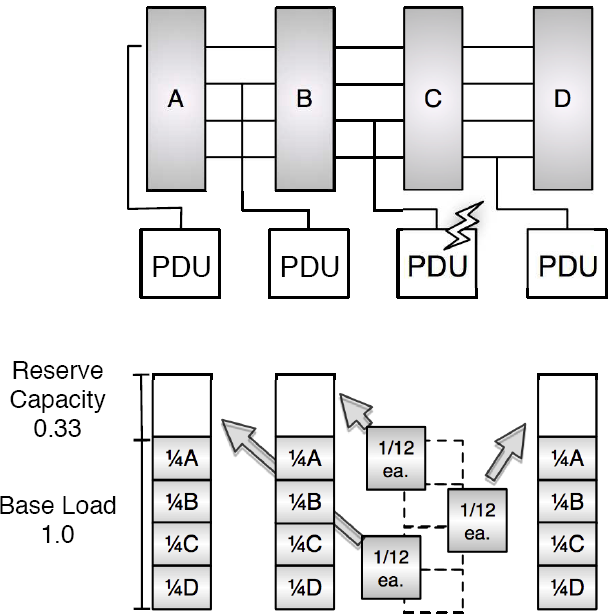 A B C D
PDU PDU PDU PDU
Reserve
Capacity
0.33
Base Load
1.0
¼A ¼A ¼A
¼B ¼B ¼B
¼C ¼C ¼C
¼D ¼D ¼D
1/12
ea.
1/12
ea.
1/12
ea.